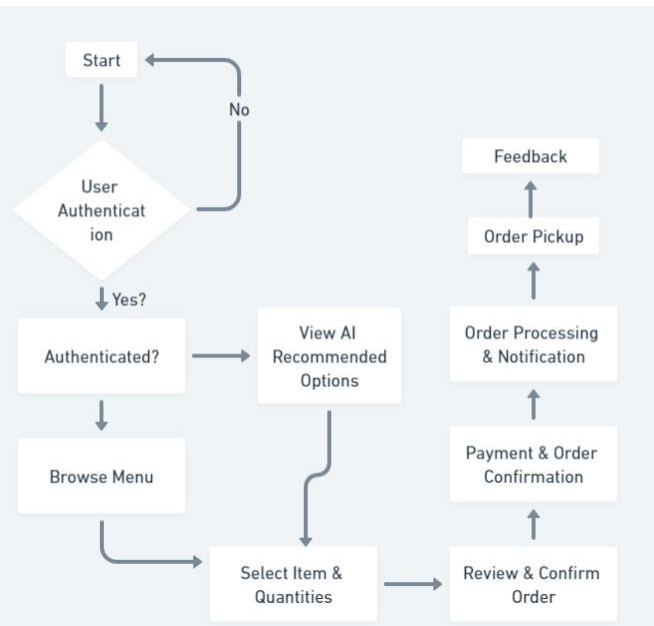 Start
No
User
Authenticat
ion
Yes?
Authenticated?
View AI
Recommended
Options
Browse Menu
Select Item &
Quantities
Review & Confirm
Order
Payment & Order
Confirmation
Order Processing
& Notification
Order Pickup
Feedback